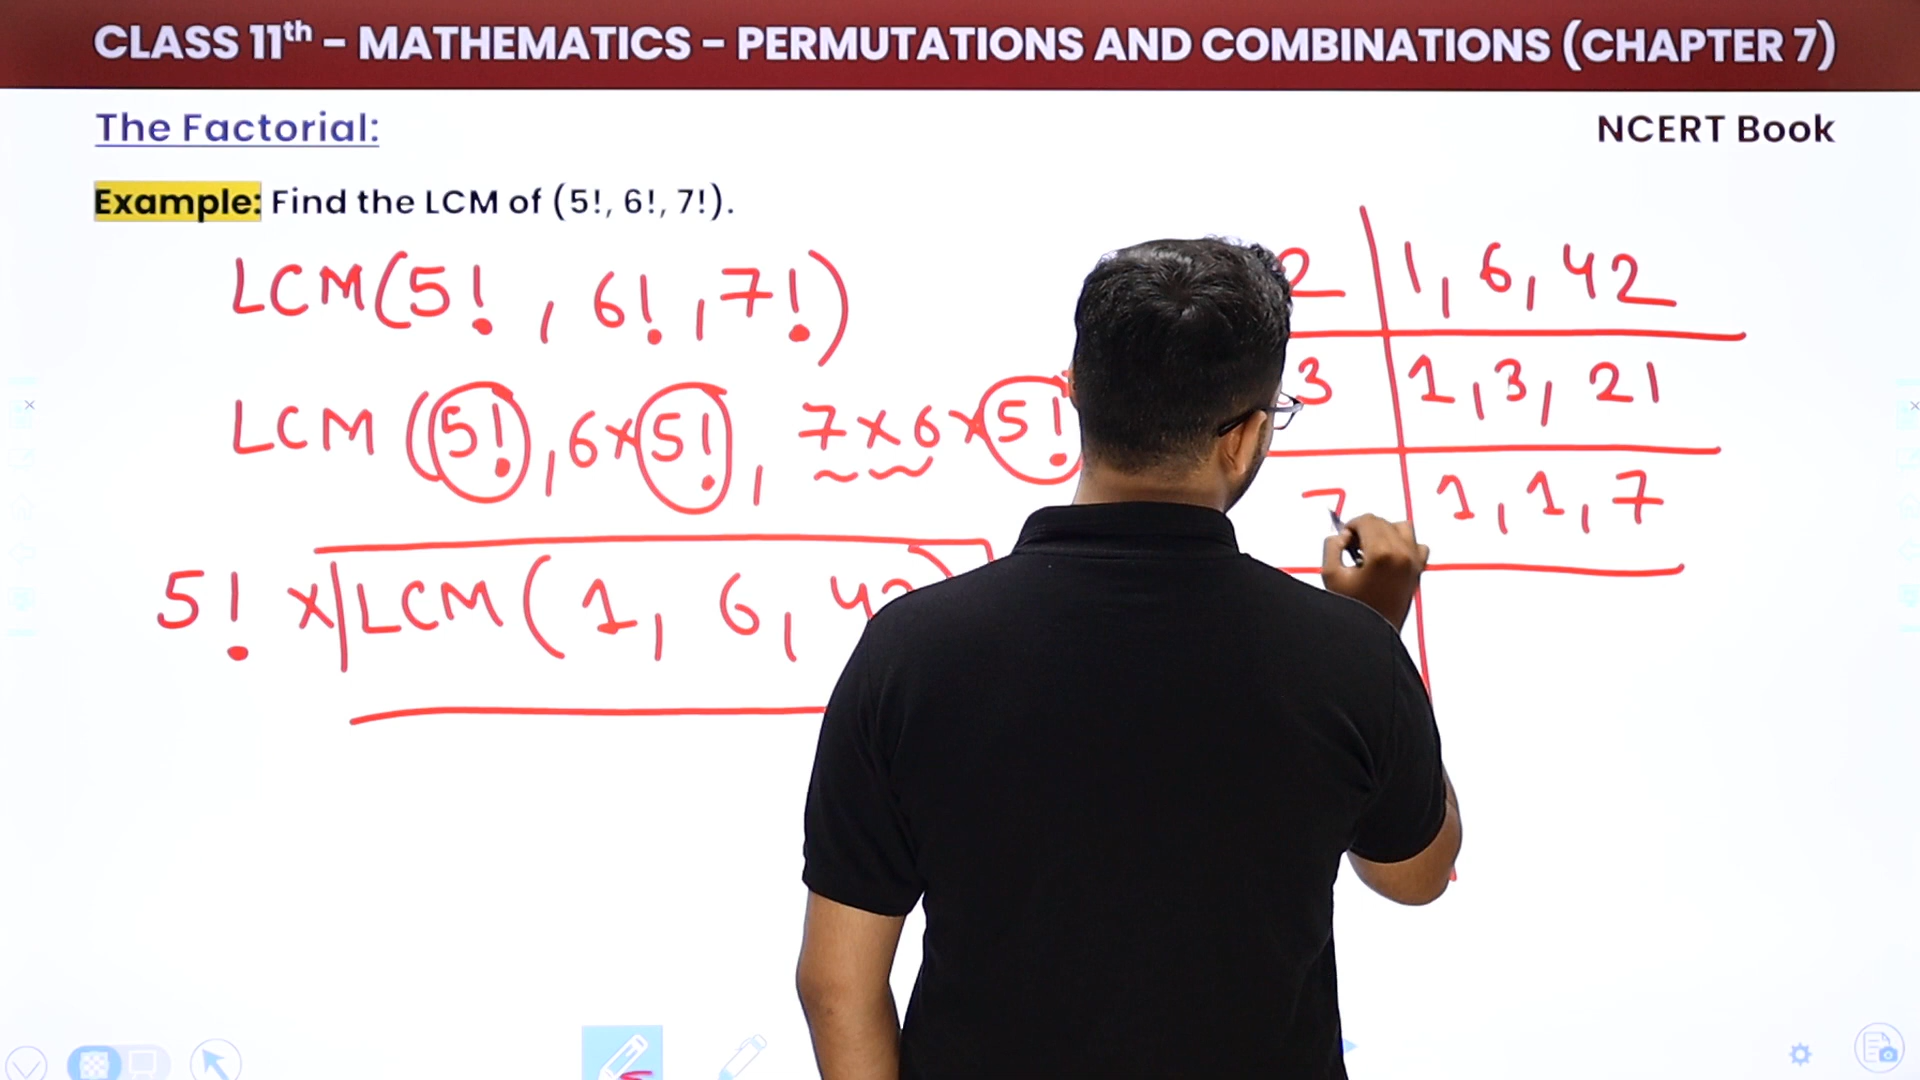 CLASS 11th – MATHEMATICS – PERMUTATIONS AND COMBINATIONS (CHAPTER 7)
The Factorial:
NCERT Book
Example: Find the LCM of (5!, 6!, 7!).
LCM(5!, 6!, 7!)
LCM (5!, 6×5!, 7×6×5!
5! × LCM(1, 6, 42)
2 | 1, 6, 42
3 | 1, 3, 21
7 | 1, 1, 7